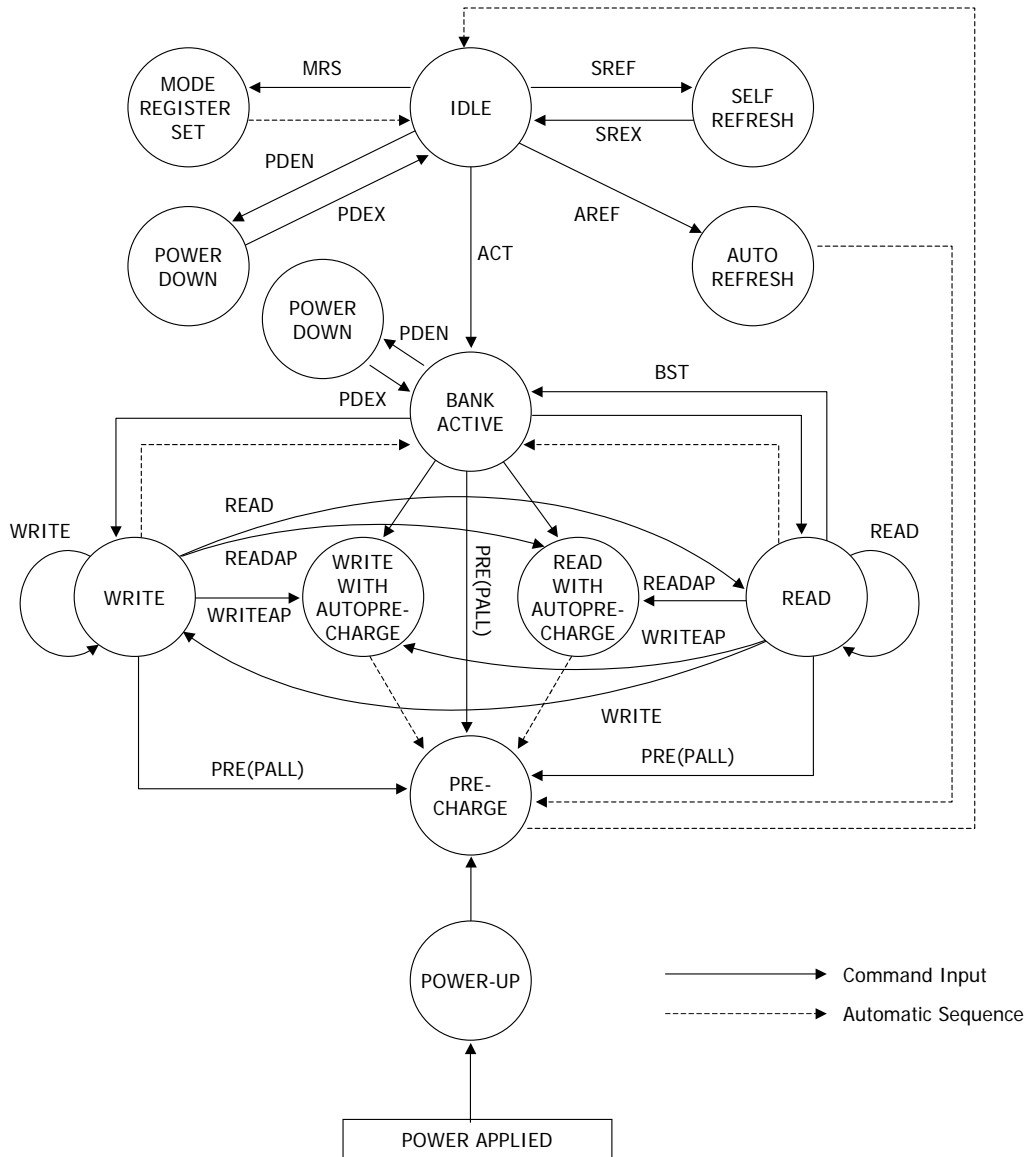 MRS
SREF
MODE
REGISTER
SET
IDLE
SELF
REFRESH
SREX
PDEN
PDEX
AREF
POWER
DOWN
ACT
AUTO
REFRESH
POWER
DOWN
PDEN
PDEX
BST
BANK
ACTIVE
READ
WRITE
READ
READAP
WRITE
WITH
AUTOPRE-
CHARGE
PRE(PALL)
READ
WITH
AUTOPRE-
CHARGE
READAP
WRITE
WRITEAP
READ
WRITEAP
WRITE
PRE(PALL)
PRE(PALL)
PRE-
CHARGE
POWER-UP
Command Input
Automatic Sequence
POWER APPLIED